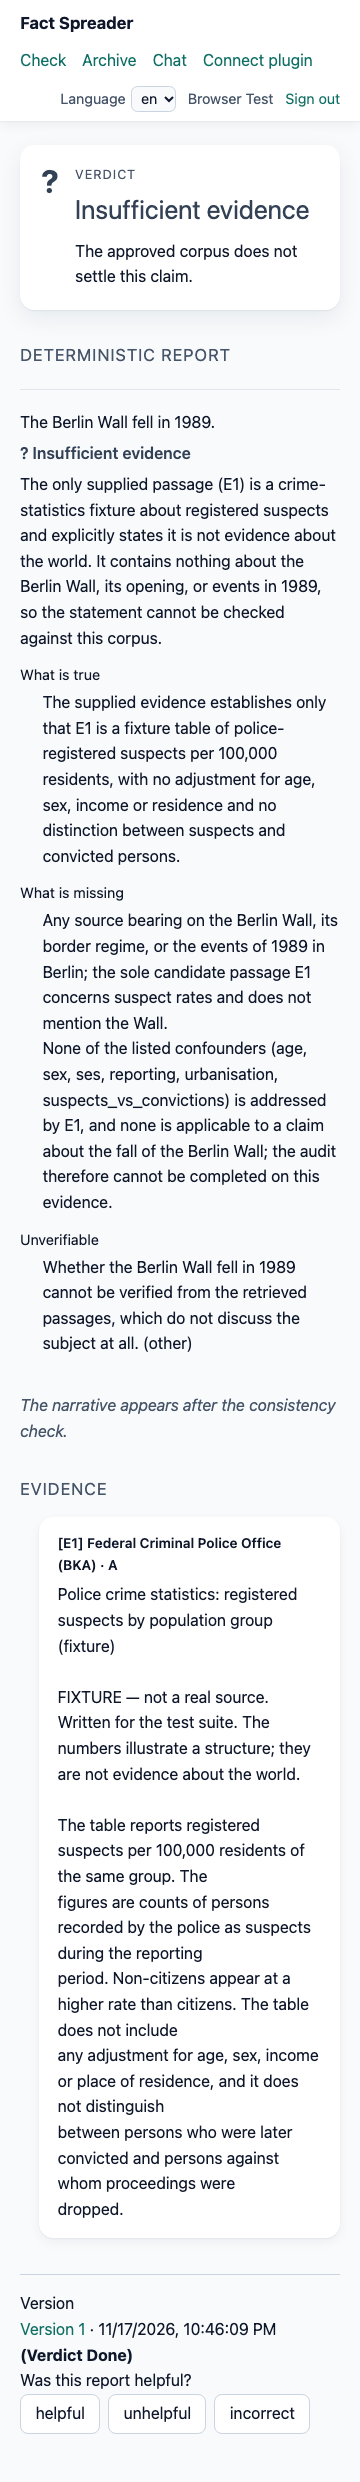 Fact Spreader
Check Archive Chat Connect plugin
Language en Browser Test Sign out
? VERDICT
Insufficient evidence
The approved corpus does not
settle this claim.
DETERMINISTIC REPORT
The Berlin Wall fell in 1989.
? Insufficient evidence
The only supplied passage (E1) is a crime-
statistics fixture about registered suspects
and explicitly states it is not evidence about
the world. It contains nothing about the
Berlin Wall, its opening, or events in 1989,
so the statement cannot be checked
against this corpus.
What is true
The supplied evidence establishes only
that E1 is a fixture table of police-
registered suspects per 100,000
residents, with no adjustment for age,
sex, income or residence and no
distinction between suspects and
convicted persons.
What is missing
Any source bearing on the Berlin Wall, its
border regime, or the events of 1989 in
Berlin; the sole candidate passage E1
concerns suspect rates and does not
mention the Wall.
None of the listed confounders (age,
sex, ses, reporting, urbanisation,
suspects_vs_convictions) is addressed
by E1, and none is applicable to a claim
about the fall of the Berlin Wall; the audit
therefore cannot be completed on this
evidence.
Unverifiable
Whether the Berlin Wall fell in 1989
cannot be verified from the retrieved
passages, which do not discuss the
subject at all. (other)
The narrative appears after the consistency
check.
EVIDENCE
[E1] Federal Criminal Police Office
(BKA) · A
Police crime statistics: registered
suspects by population group
(fixture)
FIXTURE — not a real source.
Written for the test suite. The
numbers illustrate a structure; they
are not evidence about the world.
The table reports registered
suspects per 100,000 residents of
the same group. The
figures are counts of persons
recorded by the police as suspects
during the reporting
period. Non-citizens appear at a
higher rate than citizens. The table
does not include
any adjustment for age, sex, income
or place of residence, and it does
not distinguish
between persons who were later
convicted and persons against
whom proceedings were
dropped.
Version
Version 1 · 11/17/2026, 10:46:09 PM
(Verdict Done)
Was this report helpful?
helpful unhelpful incorrect